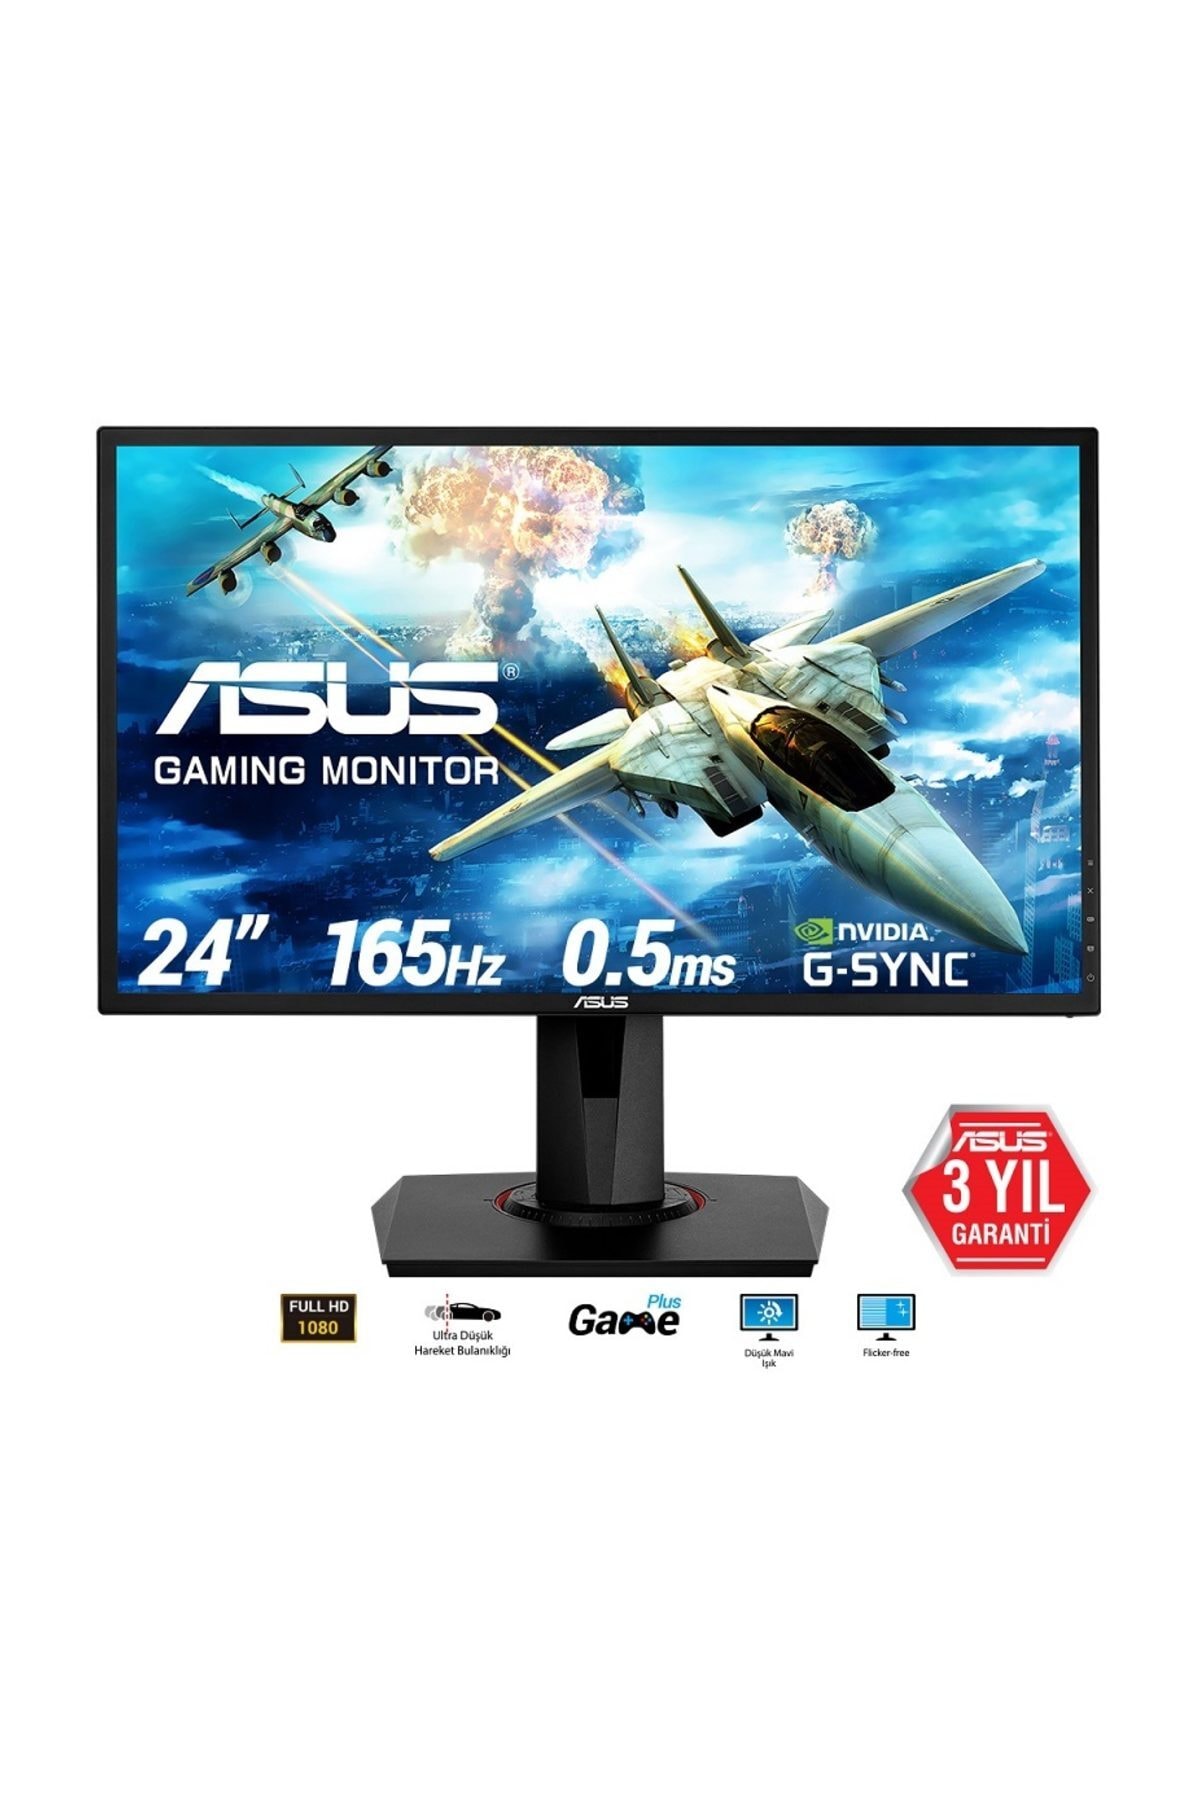 ASUS®
GAMING MONITOR
24” 165Hz 0.5ms
NVIDIA®
G-SYNC®
ASUS
ASUS®
3 YIL
GARANTİ
FULL HD
1080
Ultra Düşük
Hareket Bulanıklığı
Plus
Game
Düşük Mavi
Işık
Flicker-free